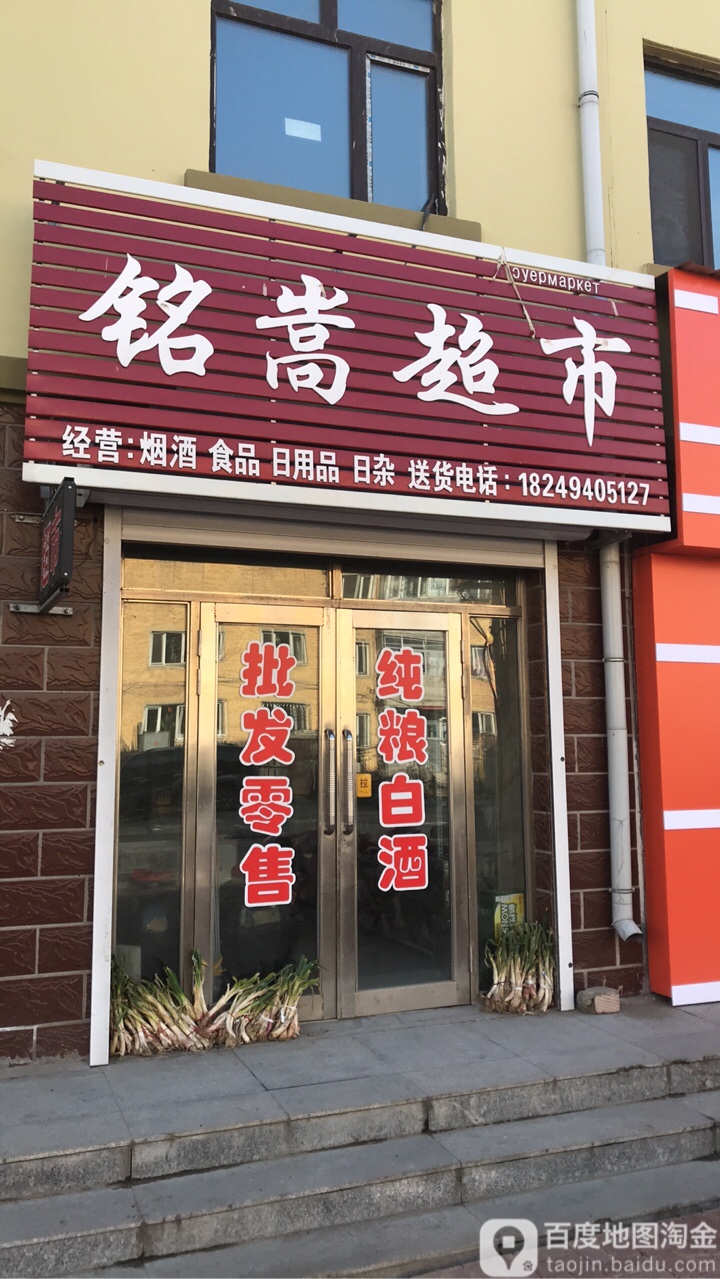 оуермаркет
铭嵩超市
经营:烟酒 食品 日用品 日杂 送货电话:18249405127
批发零售
纯粮白酒
拉
百度地图淘金
taojin.baidu.com